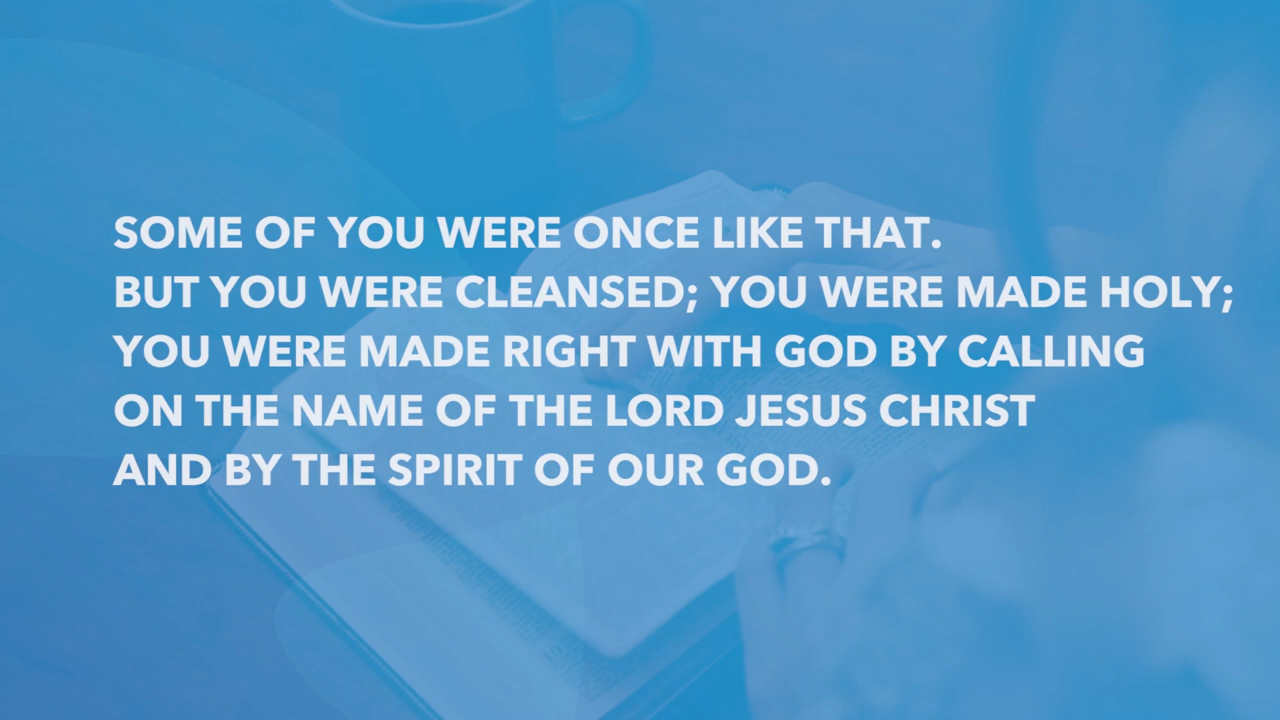 SOME OF YOU WERE ONCE LIKE THAT.
BUT YOU WERE CLEANSED; YOU WERE MADE HOLY;
YOU WERE MADE RIGHT WITH GOD BY CALLING
ON THE NAME OF THE LORD JESUS CHRIST
AND BY THE SPIRIT OF OUR GOD.